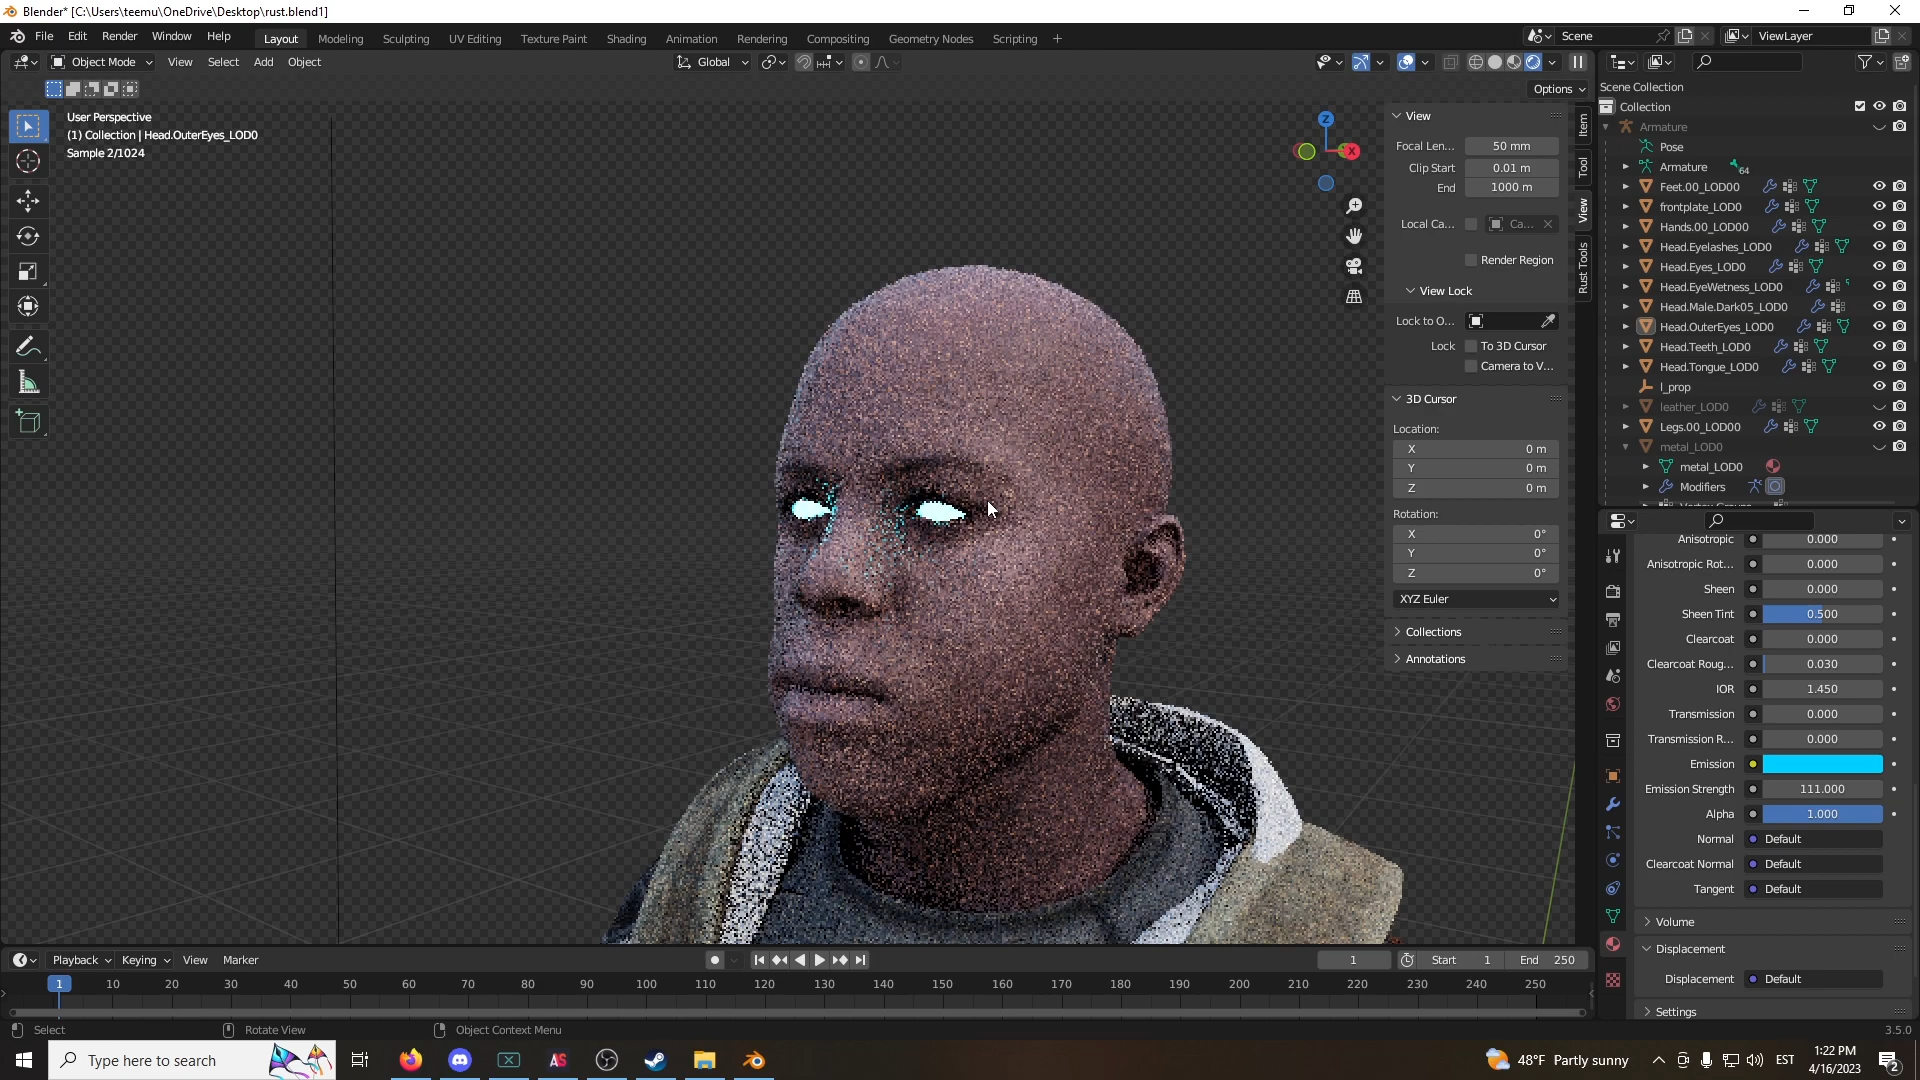 Blender* [C:\Users\teemu\OneDrive\Desktop\rust.blend1]
File Edit Render Window Help Layout Modeling Sculpting UV Editing Texture Paint Shading Animation Rendering Compositing Geometry Nodes Scripting + Scene ViewLayer
Object Mode View Select Add Object Global
Options
User Perspective
(1) Collection | Head.OuterEyes_LOD0
Sample 2/1024
Z
X
View
Focal Len... 50 mm
Clip Start 0.01 m
End 1000 m
Local Ca... Ca...
Render Region
View Lock
Lock to O...
Lock To 3D Cursor
Camera to V...
3D Cursor
Location:
X 0 m
Y 0 m
Z 0 m
Rotation:
X 0°
Y 0°
Z 0°
XYZ Euler
Collections
Annotations
Item
Tool
View
Rust Tools
Scene Collection
Collection
Armature
Pose
Armature 64
Feet.00_LOD00
frontplate_LOD0
Hands.00_LOD00
Head.Eyelashes_LOD0
Head.Eyes_LOD0
Head.EyeWetness_LOD0
Head.Male.Dark05_LOD0
Head.OuterEyes_LOD0
Head.Teeth_LOD0
Head.Tongue_LOD0
l_prop
leather_LOD0
Legs.00_LOD00
metal_LOD0
metal_LOD0
Modifiers
Anisotropic 0.000
Anisotropic Rot... 0.000
Sheen 0.000
Sheen Tint 0.500
Clearcoat 0.000
Clearcoat Roug... 0.030
IOR 1.450
Transmission 0.000
Transmission R... 0.000
Emission
Emission Strength 111.000
Alpha 1.000
Normal Default
Clearcoat Normal Default
Tangent Default
Volume
Displacement
Displacement Default
Settings
Playback Keying View Marker 1 Start 1 End 250
1 10 20 30 40 50 60 70 80 90 100 110 120 130 140 150 160 170 180 190 200 210 220 230 240 250
Select Rotate View Object Context Menu 3.5.0
Type here to search AS 48°F Partly sunny EST 1:22 PM
4/16/2023 2